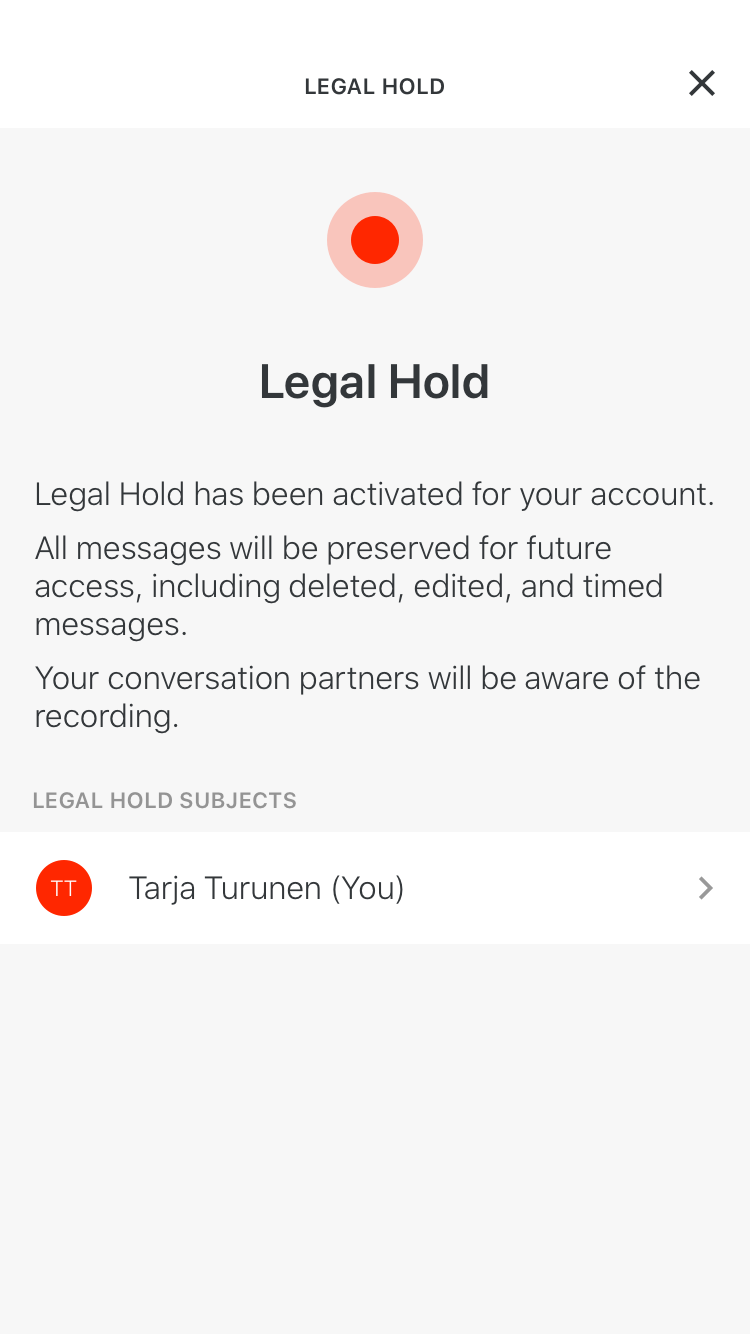 LEGAL HOLD
Legal Hold
Legal Hold has been activated for your account.
All messages will be preserved for future
access, including deleted, edited, and timed
messages.
Your conversation partners will be aware of the
recording.
LEGAL HOLD SUBJECTS
TT Tarja Turunen (You)